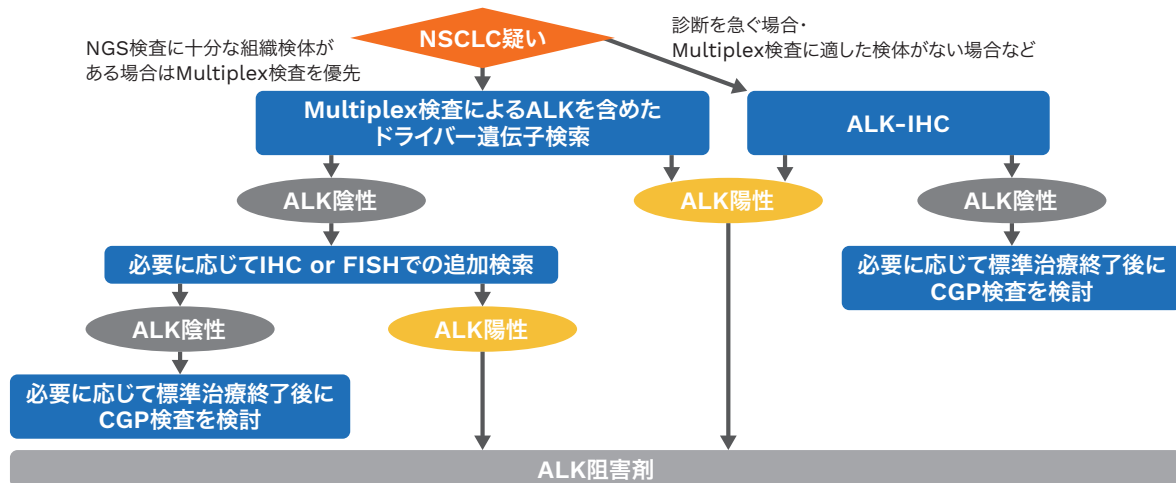 NGS検査に十分な組織検体が
ある場合はMultiplex検査を優先
NSCLC疑い
診断を急ぐ場合・
Multiplex検査に適した検体がない場合など
Multiplex検査によるALKを含めた
ドライバー遺伝子検索
ALK-IHC
ALK陰性
ALK陽性
ALK陰性
必要に応じてIHC or FISHでの追加検索
必要に応じて標準治療終了後に
CGP検査を検討
ALK陰性
ALK陽性
必要に応じて標準治療終了後に
CGP検査を検討
ALK阻害剤